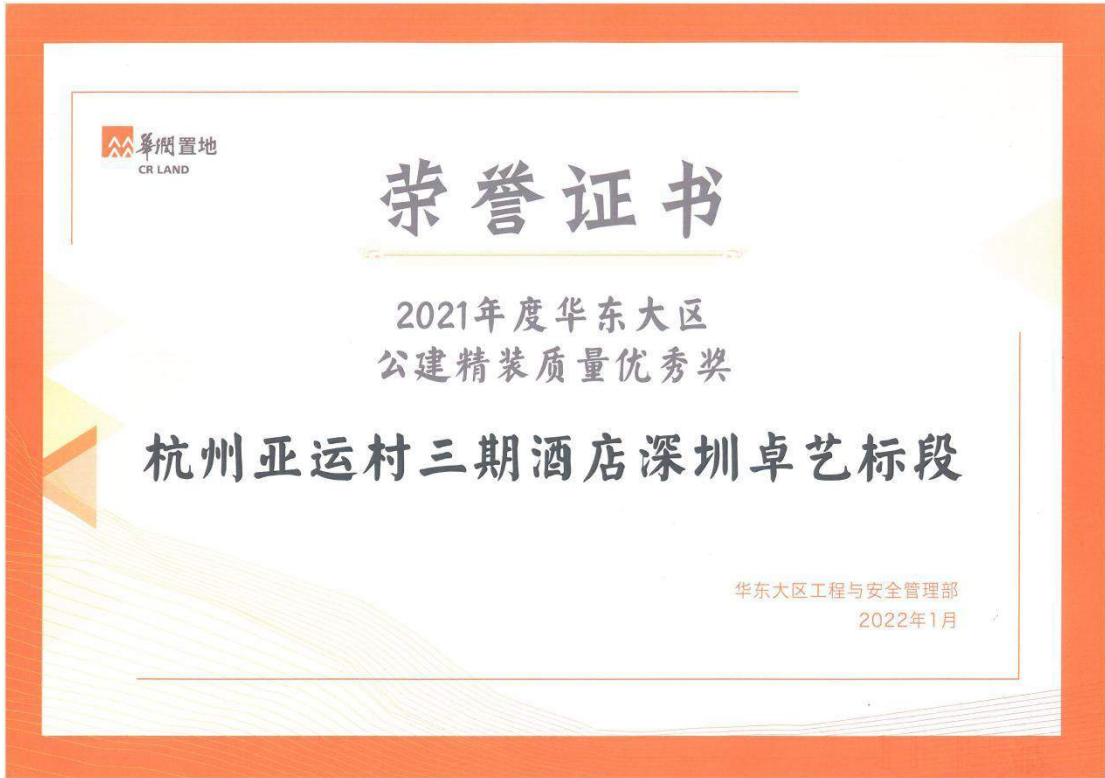 華潤置地
CR LAND
荣誉证书
2021年度华东大区
公建精装质量优秀奖
杭州亚运村三期酒店深圳卓艺标段
华东大区工程与安全管理部
2022年1月